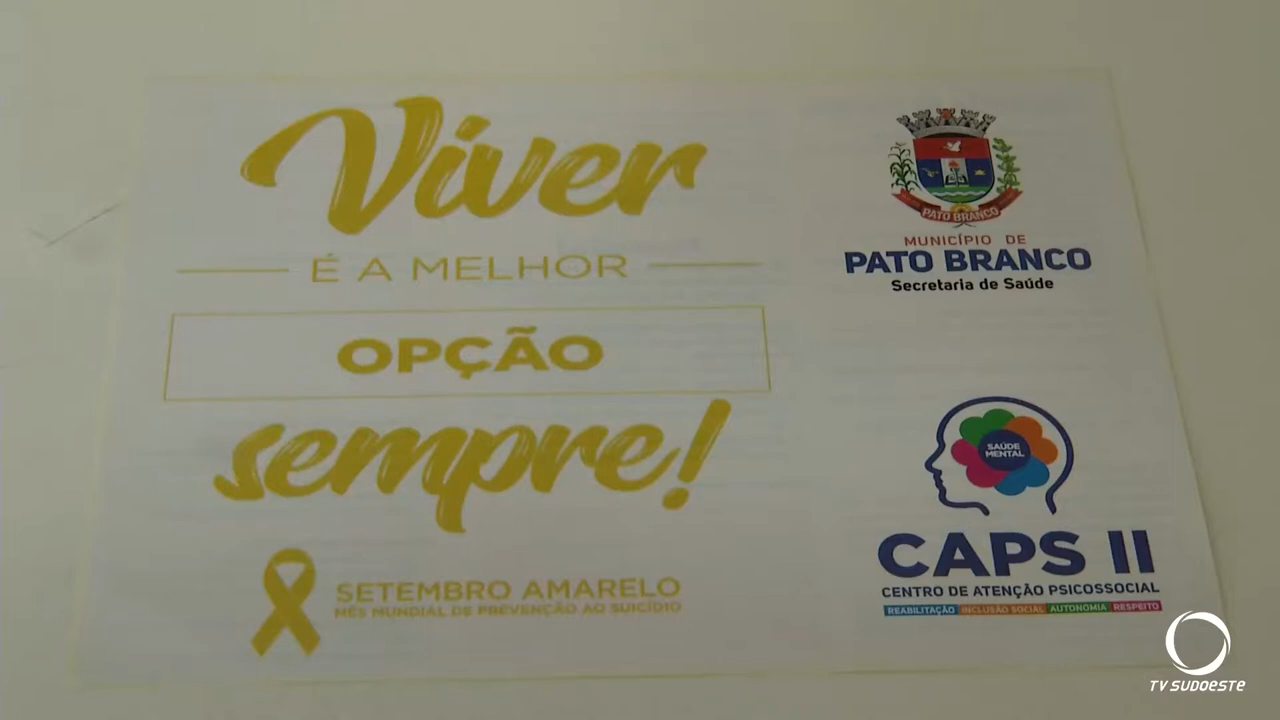 Viver
É A MELHOR
OPÇÃO
sempre!
SETEMBRO AMARELO
MÊS MUNDIAL DE PREVENÇÃO AO SUICÍDIO
PATO BRANCO
MUNICÍPIO DE
PATO BRANCO
Secretaria de Saúde
SAÚDE
MENTAL
CAPS II
CENTRO DE ATENÇÃO PSICOSSOCIAL
REABILITAÇÃO INCLUSÃO SOCIAL AUTONOMIA RESPEITO
TV SUDOESTE